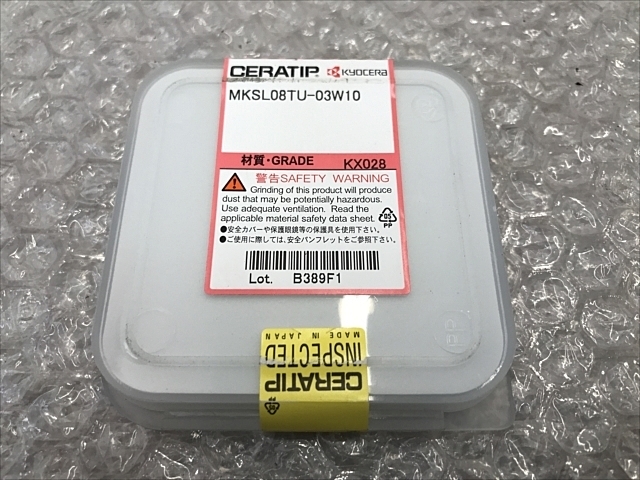 CERATIP KYOCERA
MKSL08TU-03W10
材質・GRADE KX028
警告SAFETY WARNING
Grinding of this product will produce
dust that may be potentially hazardous.
Use adequate ventilation. Read the
applicable material safety data sheet.
05
PP
●安全カバーや保護眼鏡等の保護具を使用下さい。
●ご使用に際しては、安全パンフレットをご参照下さい。
Lot. B389F1
CERATIP
INSPECTED
MADE IN JAPAN